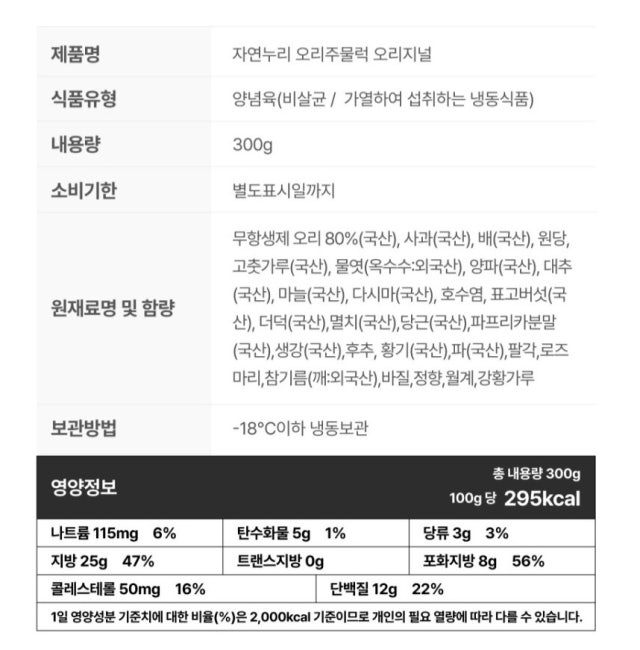 제품명 자연누리 오리주물럭 오리지널
식품유형 양념육(비살균 / 가열하여 섭취하는 냉동식품)
내용량 300g
소비기한 별도표시일까지
원재료명 및 함량
무항생제 오리 80%(국산), 사과(국산), 배(국산), 원당,
고춧가루(국산), 물엿(옥수수:외국산), 양파(국산), 대추
(국산), 마늘(국산), 다시마(국산), 호수염, 표고버섯(국
산), 더덕(국산),멸치(국산),당근(국산),파프리카분말
(국산),생강(국산),후추, 황기(국산),파(국산),팔각,로즈
마리,참기름(깨:외국산),바질,정향,월계,강황가루
보관방법 -18°C이하 냉동보관
영양정보
총 내용량 300g
100g 당 295kcal
나트륨 115mg 6% 탄수화물 5g 1% 당류 3g 3%
지방 25g 47% 트랜스지방 0g 포화지방 8g 56%
콜레스테롤 50mg 16% 단백질 12g 22%
1일 영양성분 기준치에 대한 비율(%)은 2,000kcal 기준이므로 개인의 필요 열량에 따라 다를 수 있습니다.